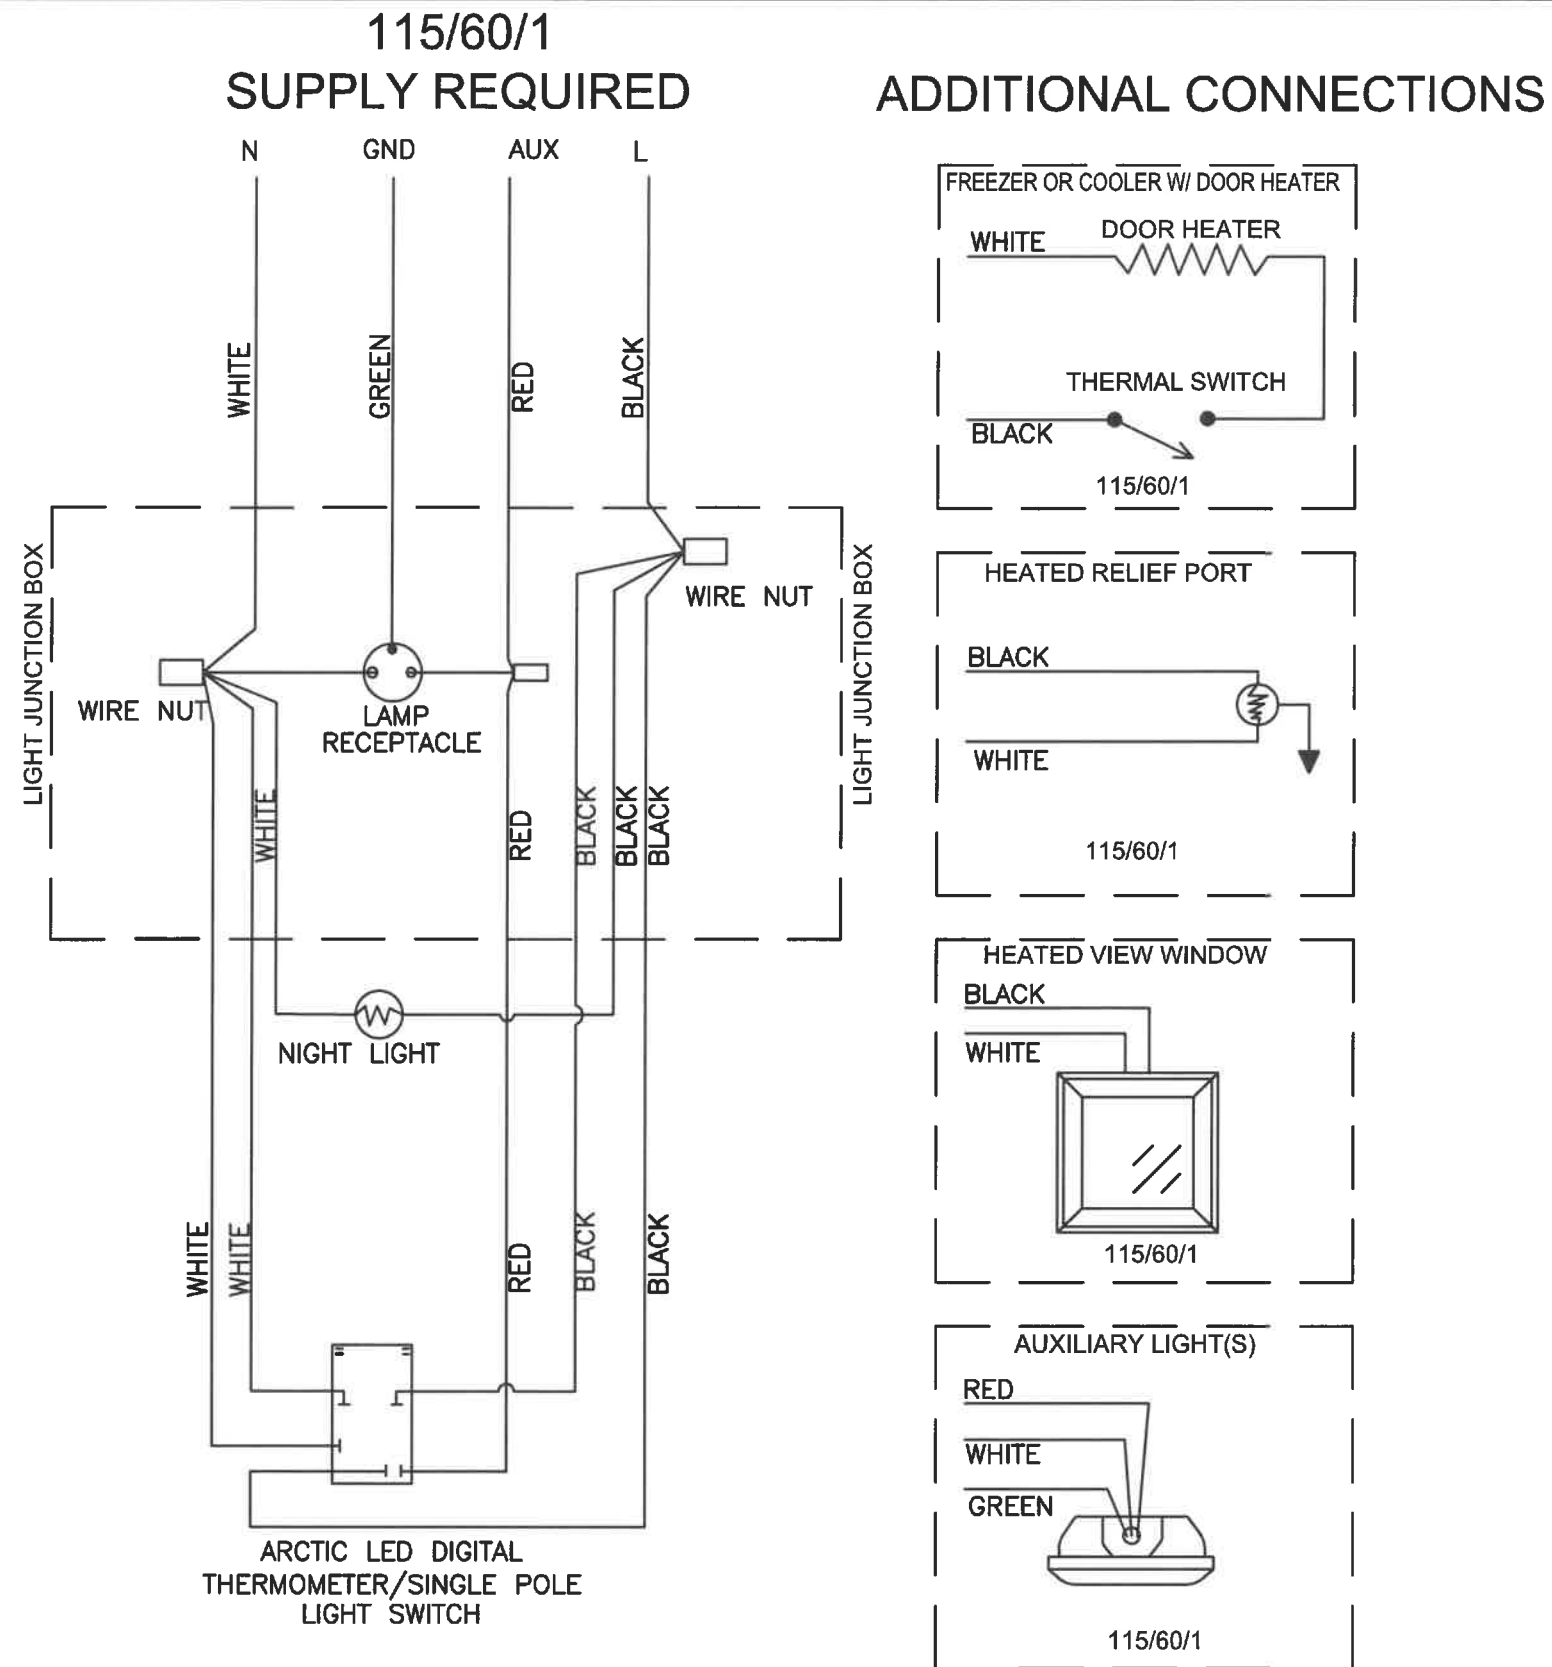 115/60/1
SUPPLY REQUIRED
N GND AUX L
WHITE
GREEN
RED
BLACK
LIGHT JUNCTION BOX
LIGHT JUNCTION BOX
WIRE NUT
WIRE NUT
LAMP
RECEPTACLE
WHITE
RED
BLACK
BLACK
BLACK
NIGHT LIGHT
WHITE
WHITE
RED
BLACK
BLACK
ARCTIC LED DIGITAL
THERMOMETER/SINGLE POLE
LIGHT SWITCH
ADDITIONAL CONNECTIONS
FREEZER OR COOLER W/ DOOR HEATER
DOOR HEATER
WHITE
THERMAL SWITCH
BLACK
115/60/1
HEATED RELIEF PORT
BLACK
WHITE
115/60/1
HEATED VIEW WINDOW
BLACK
WHITE
115/60/1
AUXILIARY LIGHT(S)
RED
WHITE
GREEN
115/60/1